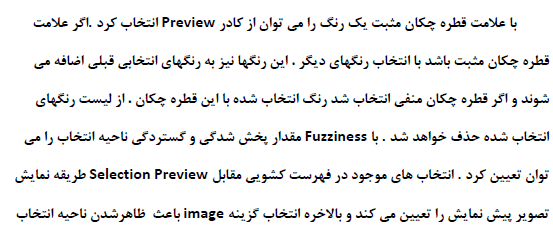 با علامت قطره چکان مثبت یک رنگ را می توان از کادر Preview انتخاب کرد .اگر علامت
قطره چکان مثبت باشد با انتخاب رنگهای دیگر . این رنگها نیز به رنگهای انتخابی قبلی اضافه می
شوند و اگر قطره چکان منفی انتخاب شد رنگ انتخاب شده با این قطره چکان . از لیست رنگهای
انتخاب شده حذف خواهد شد . با Fuzziness مقدار پخش شدگی و گستردگی ناحیه انتخاب را می
توان تعیین کرد . انتخاب های موجود در فهرست کشویی مقابل Selection Preview طریقه نمایش
تصویر پیش نمایش را تعیین می کند و بالاخره انتخاب گزینه image باعث ظاهرشدن ناحیه انتخاب